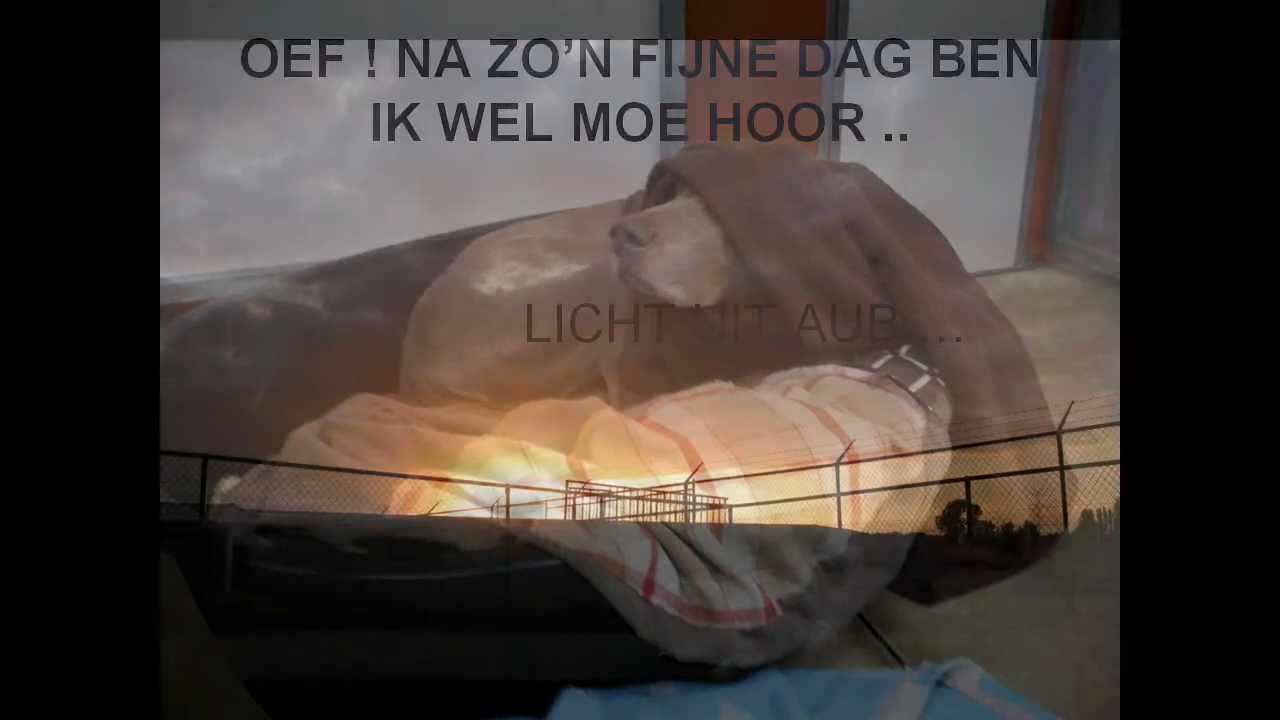 OEF ! NA ZO’N FIJNE DAG BEN
IK WEL MOE HOOR ..
LICHT UIT AUB ...